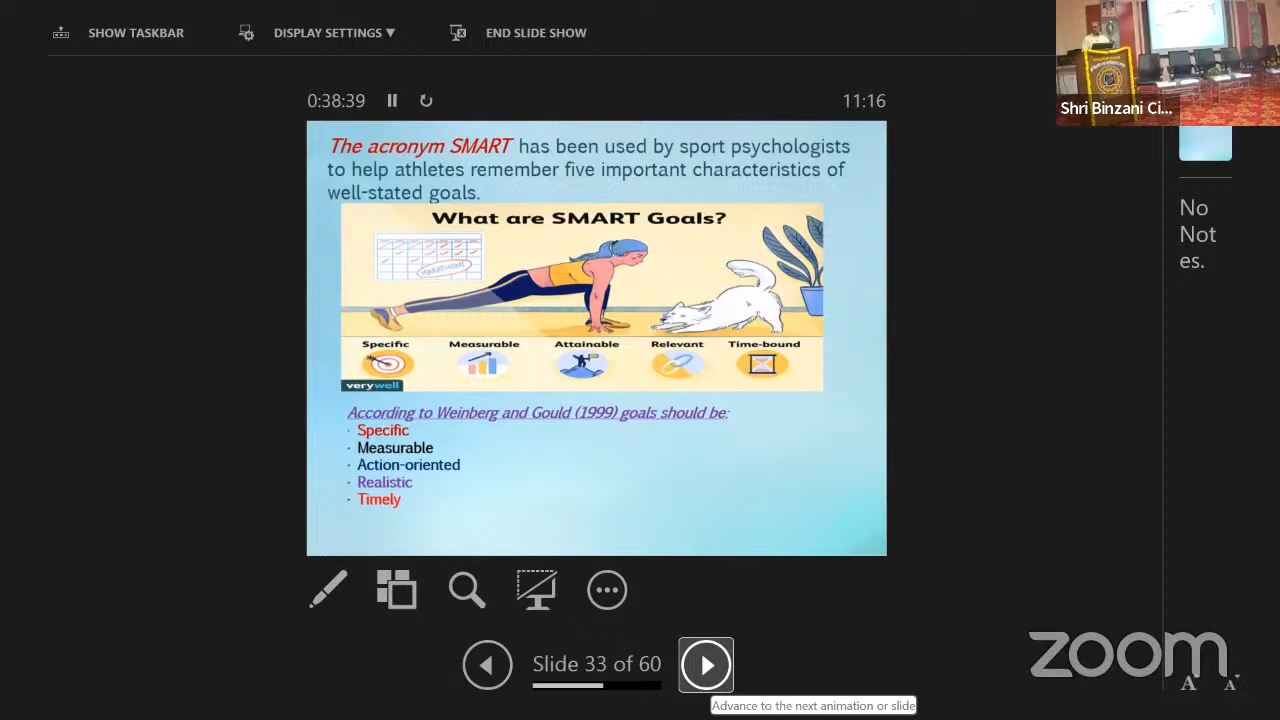 SHOW TASKBAR
DISPLAY SETTINGS ▼
END SLIDE SHOW
Shri Binzani Ci...
0:38:39
11:16
The acronym SMART has been used by sport psychologists
to help athletes remember five important characteristics of
well-stated goals.
What are SMART Goals?
MARATHON!
Specific
Measurable
Attainable
Relevant
Time-bound
verywell
According to Weinberg and Gould (1999) goals should be:
· Specific
· Measurable
· Action-oriented
· Realistic
· Timely
No
Not
es.
Slide 33 of 60
Advance to the next animation or slide
zoom
A A